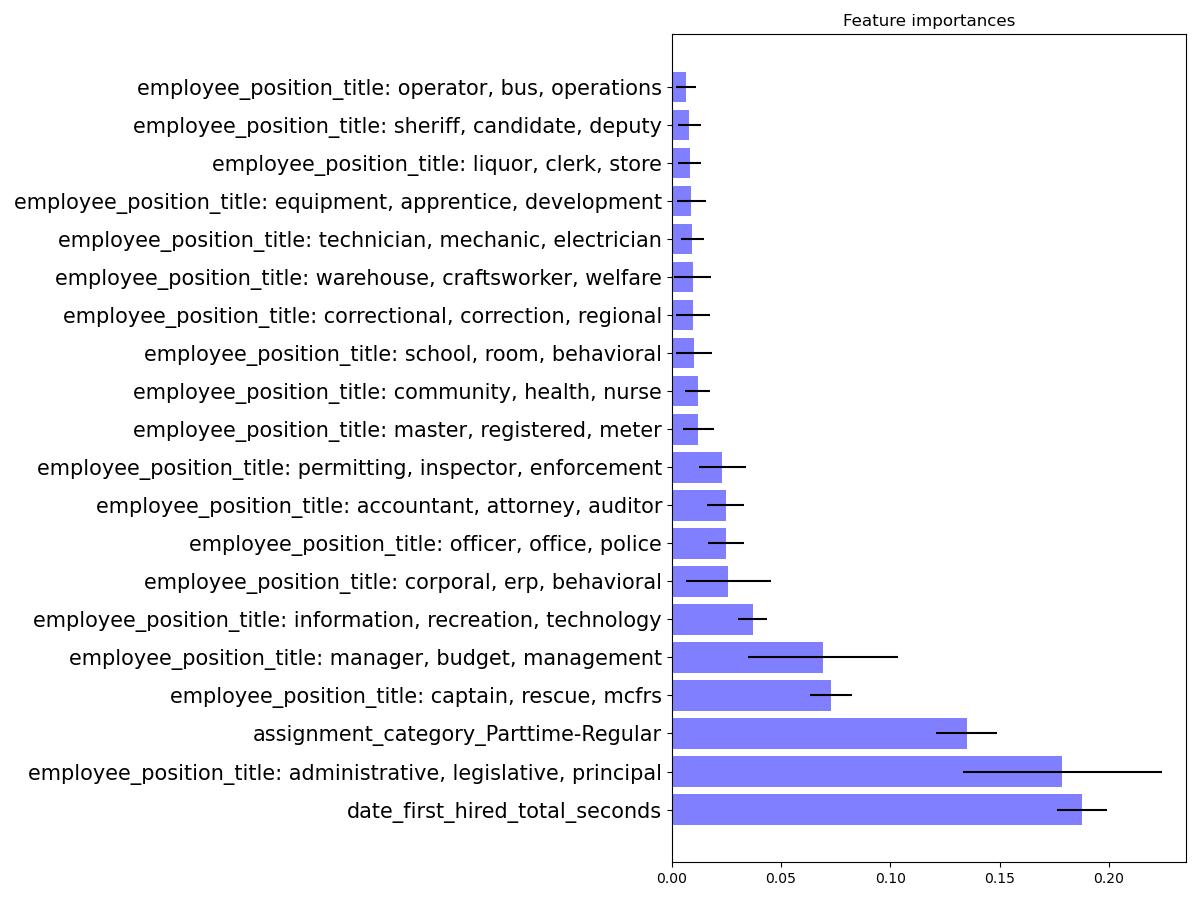 Feature importances
employee_position_title: operator, bus, operations
employee_position_title: sheriff, candidate, deputy
employee_position_title: liquor, clerk, store
employee_position_title: equipment, apprentice, development
employee_position_title: technician, mechanic, electrician
employee_position_title: warehouse, craftsworker, welfare
employee_position_title: correctional, correction, regional
employee_position_title: school, room, behavioral
employee_position_title: community, health, nurse
employee_position_title: master, registered, meter
employee_position_title: permitting, inspector, enforcement
employee_position_title: accountant, attorney, auditor
employee_position_title: officer, office, police
employee_position_title: corporal, erp, behavioral
employee_position_title: information, recreation, technology
employee_position_title: manager, budget, management
employee_position_title: captain, rescue, mcfrs
assignment_category_Parttime-Regular
employee_position_title: administrative, legislative, principal
date_first_hired_total_seconds
0.00 0.05 0.10 0.15 0.20